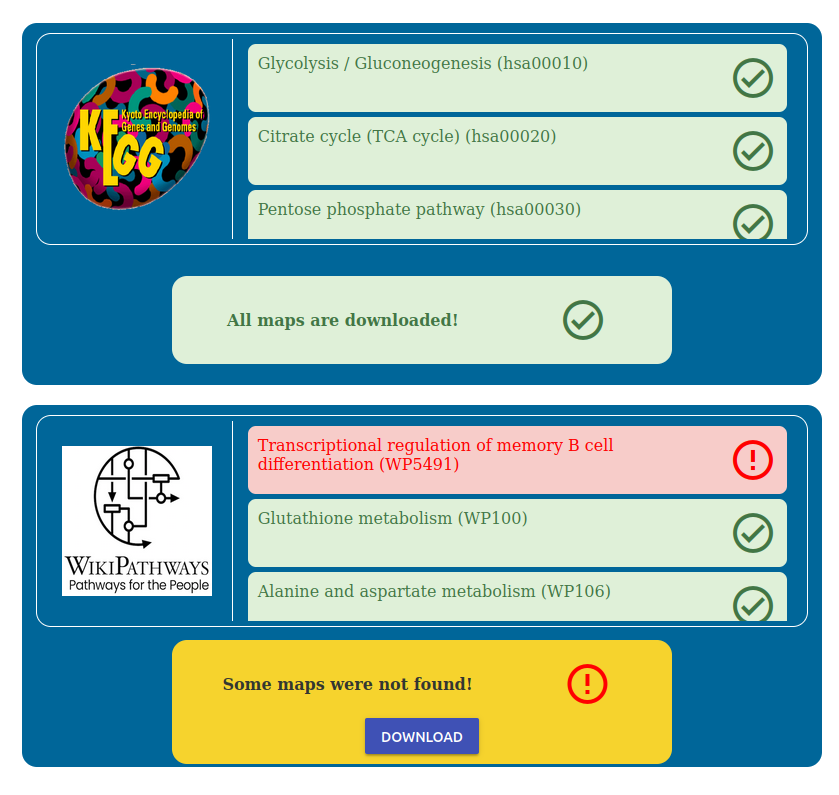 Glycolysis / Gluconeogenesis (hsa00010)
KEGG
Kyoto Encyclopedia of
Genes and Genomes
Citrate cycle (TCA cycle) (hsa00020)
Pentose phosphate pathway (hsa00030)
All maps are downloaded!
Transcriptional regulation of memory B cell
differentiation (WP5491)
Glutathione metabolism (WP100)
WIKIPATHWAYS
Pathways for the People
Alanine and aspartate metabolism (WP106)
Some maps were not found!
DOWNLOAD